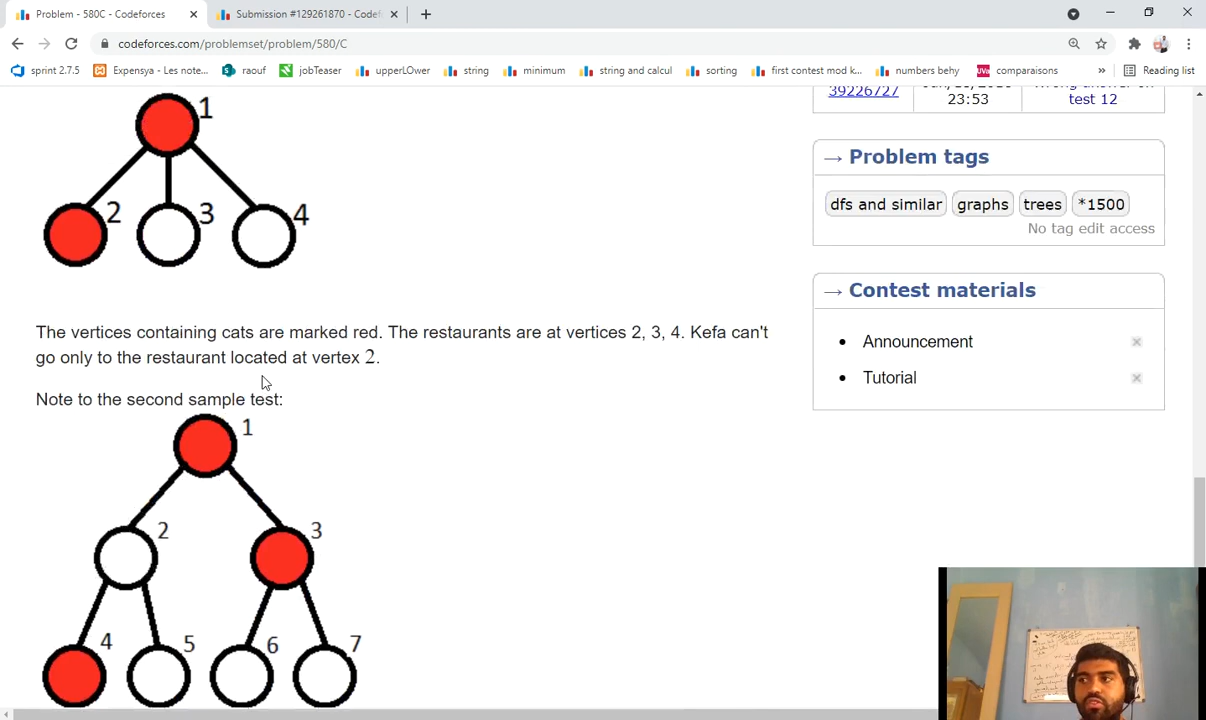 Problem - 580C - Codeforces
Submission #129261870 - Codef
codeforces.com/problemset/problem/580/C
sprint 2.7.5
Expensya - Les note...
raouf
jobTeaser
upperLOwer
string
minimum
string and calcul
sorting
first contest mod k...
numbers behy
comparaisons
»
Reading list
1
2
3
4
The vertices containing cats are marked red. The restaurants are at vertices 2, 3, 4. Kefa can't
go only to the restaurant located at vertex 2.
Note to the second sample test:
1
2
3
4
5
6
7
39226727
23:53
test 12
→ Problem tags
dfs and similar
graphs
trees
*1500
No tag edit access
→ Contest materials
Announcement
Tutorial